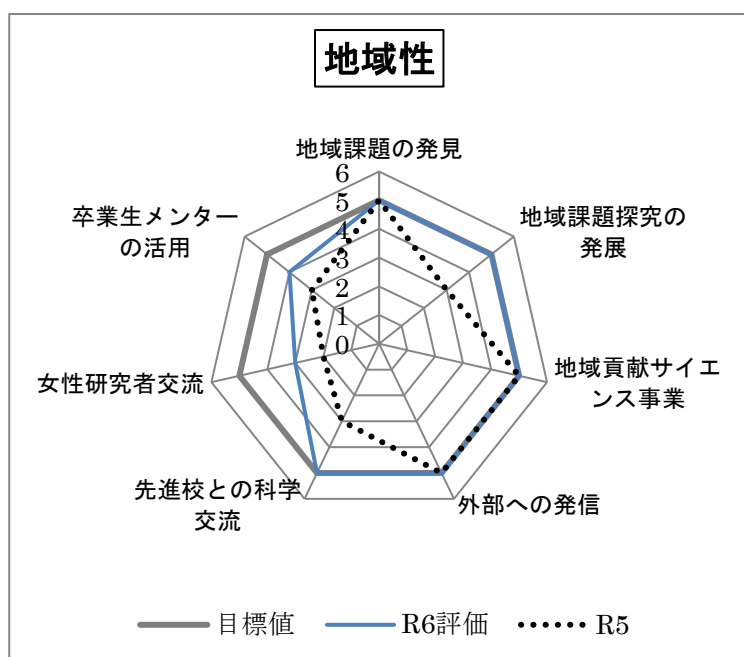 地域性
地域課題の発見
6
5
4
3
2
1
0
地域課題探究の
発展
地域貢献サイエ
ンス事業
外部への発信
先進校との科学
交流
女性研究者交流
卒業生メンター
の活用
目標値
R6評価
R5